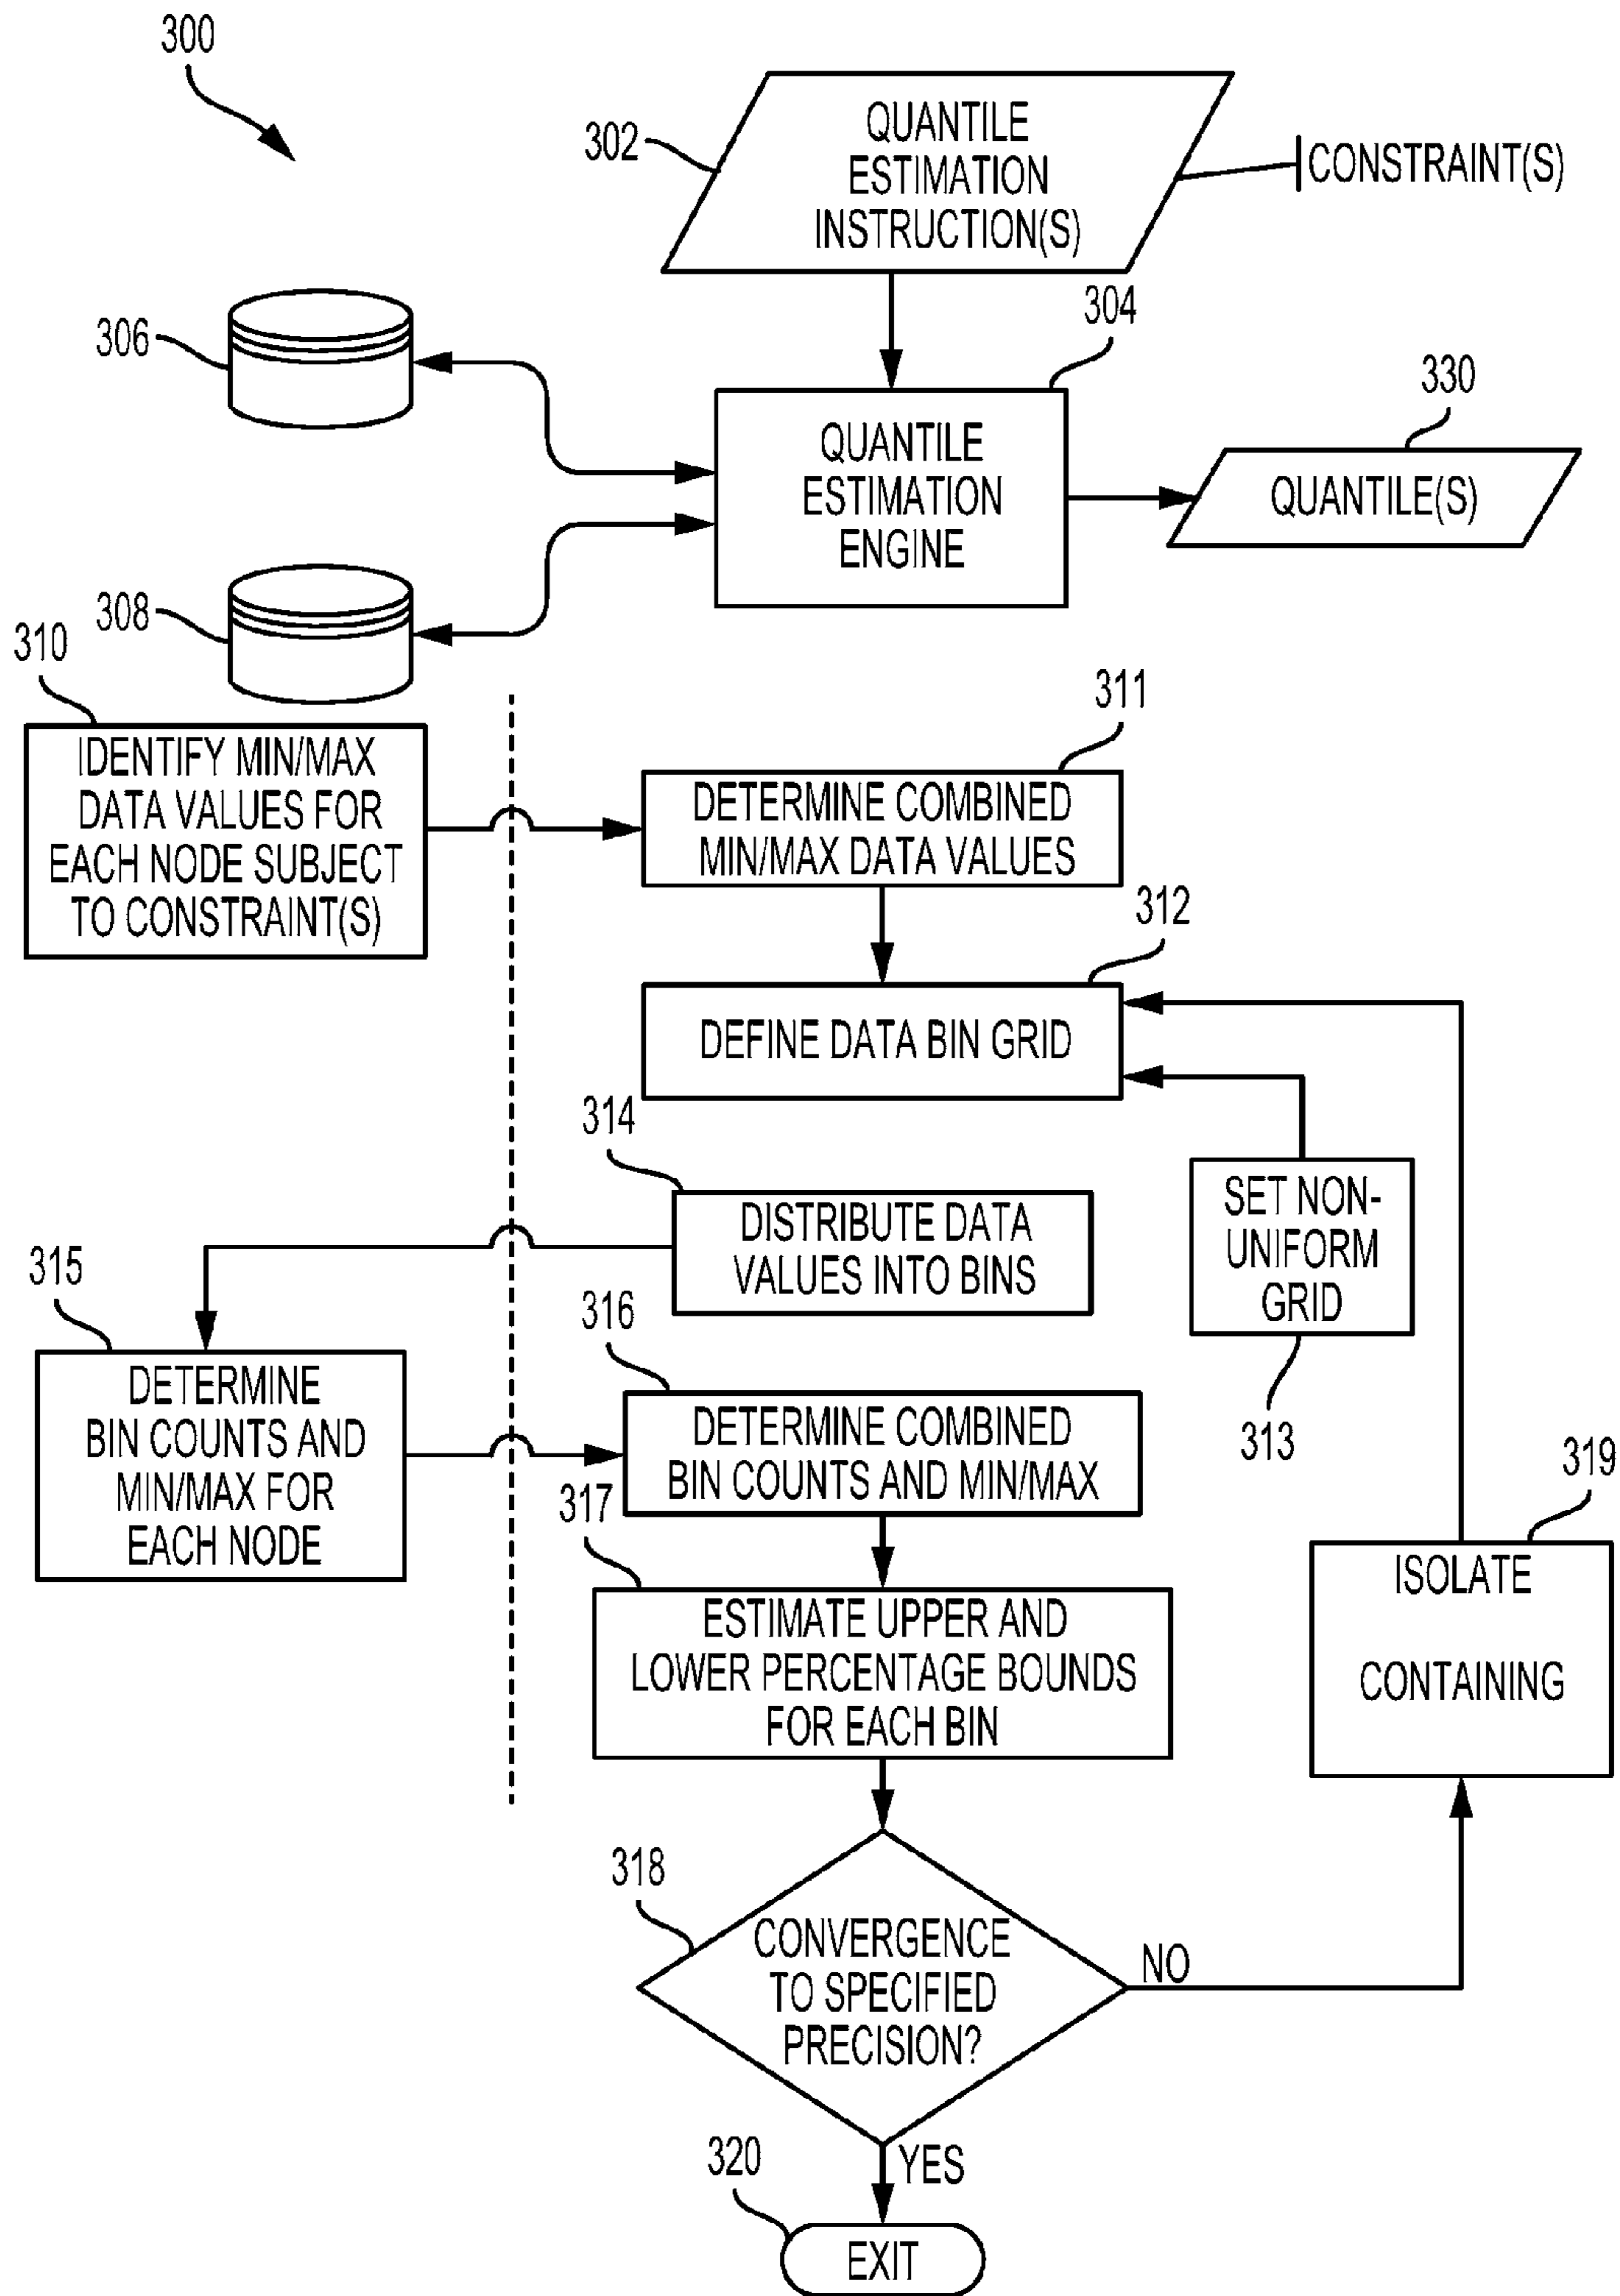 300
302
QUANTILE
ESTIMATION
INSTRUCTION(S)
CONSTRAINT(S)
304
306
QUANTILE
ESTIMATION
ENGINE
330
QUANTILE(S)
308
310
IDENTIFY MIN/MAX
DATA VALUES FOR
EACH NODE SUBJECT
TO CONSTRAINT(S)
311
DETERMINE COMBINED
MIN/MAX DATA VALUES
312
DEFINE DATA BIN GRID
314
DISTRIBUTE DATA
VALUES INTO BINS
SET NON-
UNIFORM
GRID
313
315
DETERMINE
BIN COUNTS AND
MIN/MAX FOR
EACH NODE
316
DETERMINE COMBINED
BIN COUNTS AND MIN/MAX
317
ESTIMATE UPPER AND
LOWER PERCENTAGE BOUNDS
FOR EACH BIN
319
ISOLATE
CONTAINING
318
CONVERGENCE
TO SPECIFIED
PRECISION?
NO
YES
320
EXIT